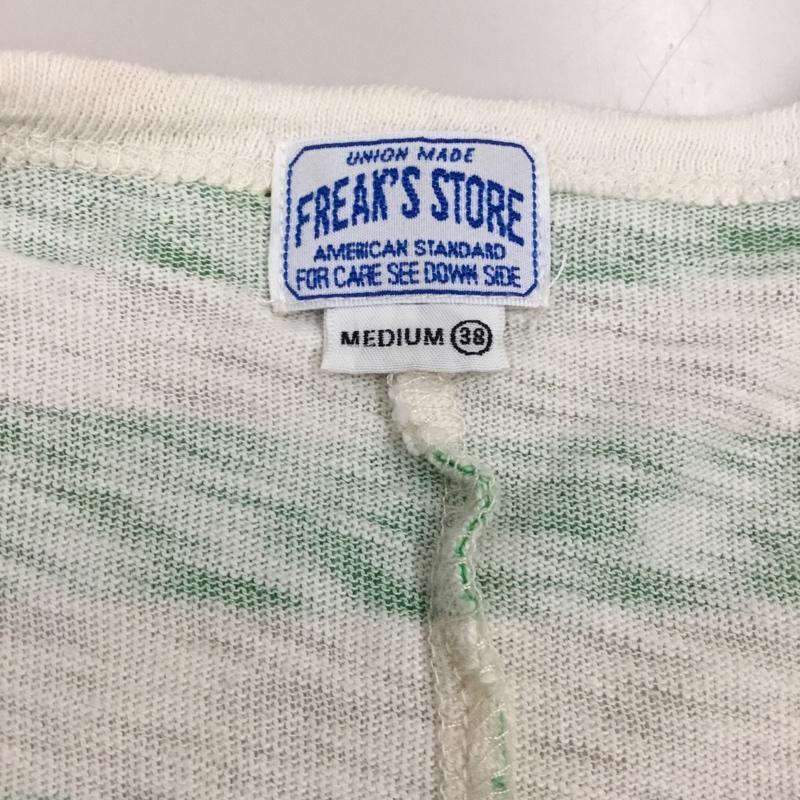 UNION MADE
FREAK'S STORE
AMERICAN STANDARD
FOR CARE SEE DOWN SIDE
MEDIUM 38